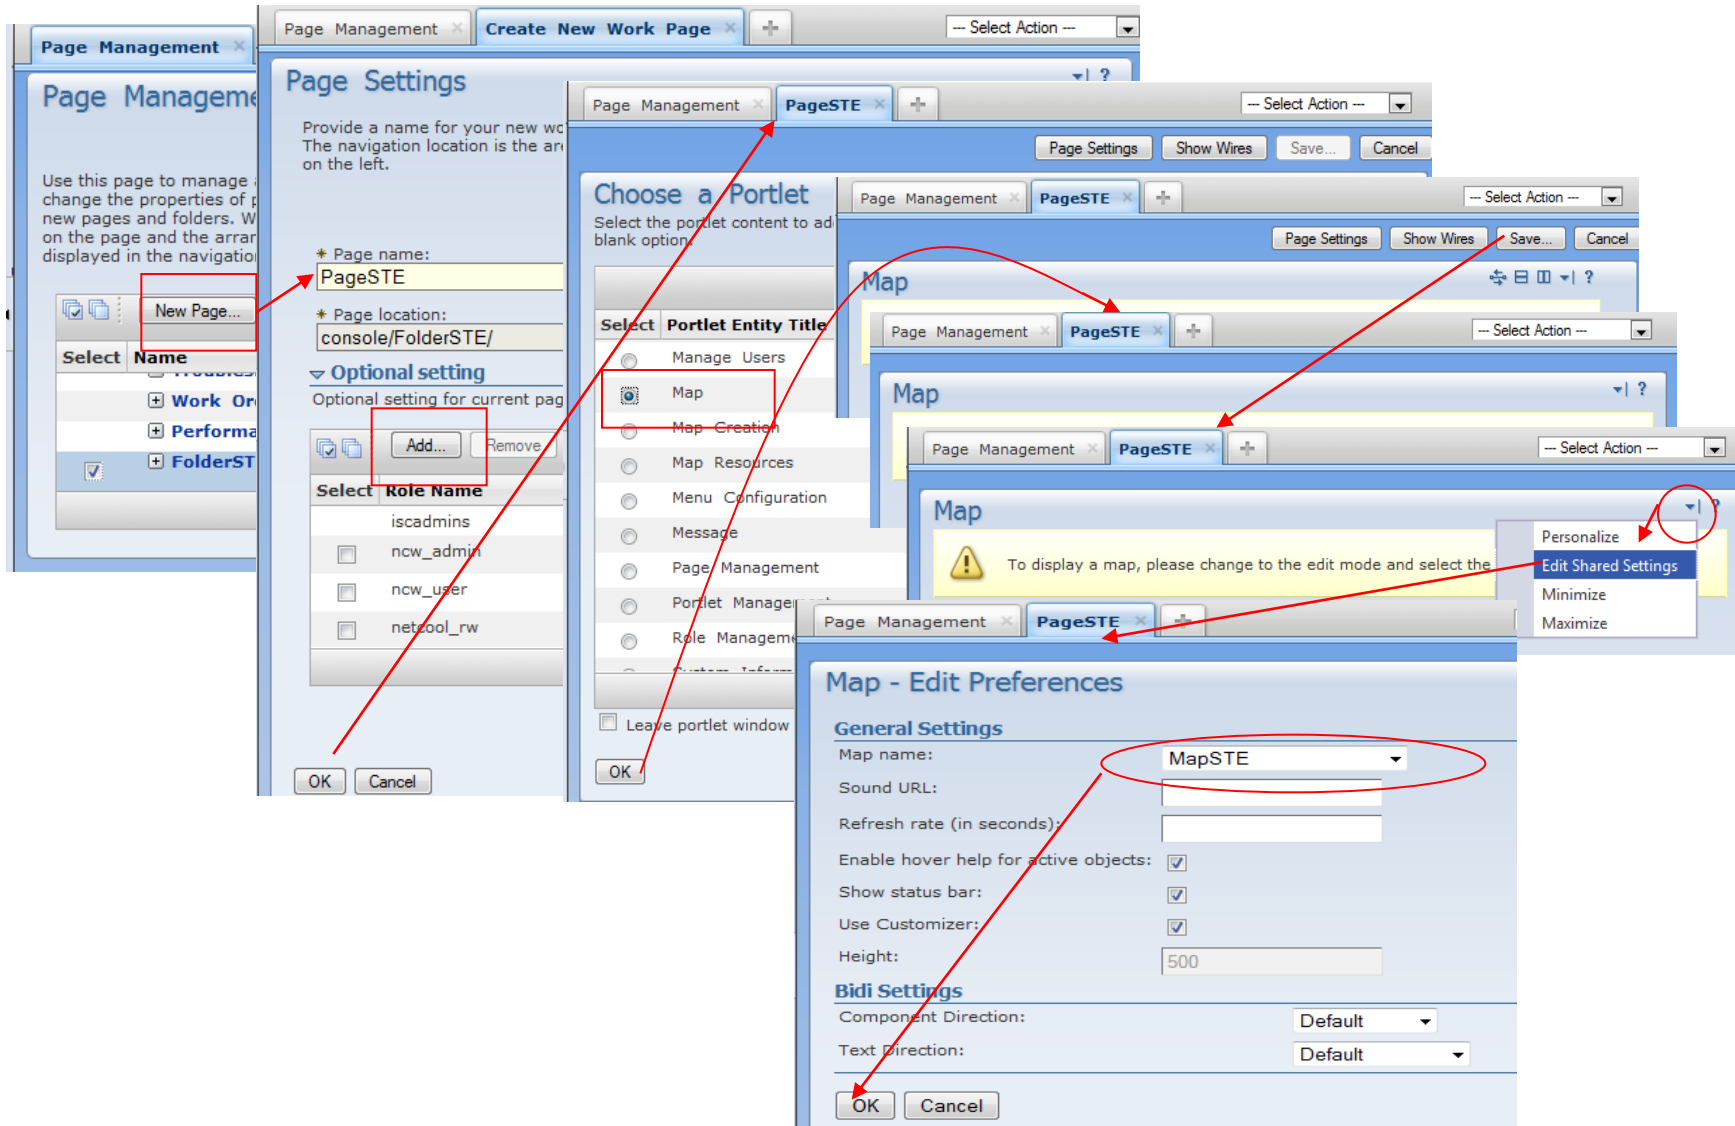 Page Management
Page Manageme
Use this page to manage
change the properties of
new pages and folders. W
on the page and the arran
displayed in the navigatio
New Page...
Select Name
Work Or
Performa
FolderST
Page Management
Create New Work Page
--- Select Action ---
Page Settings
?
Provide a name for your new wo
The navigation location is the are
on the left.
* Page name:
PageSTE
* Page location:
console/FolderSTE/
Optional setting
Optional setting for current pag
Add...
Remove
Select Role Name
iscadmins
ncw_admin
ncw_user
netcool_rw
OK
Cancel
Page Management
PageSTE
--- Select Action ---
Page Settings
Show Wires
Save...
Cancel
Choose a Portlet
Select the portlet content to ad
blank option.
Select Portlet Entity Title
Manage Users
Map
Map Creation
Map Resources
Menu Configuration
Message
Page Management
Portlet Management
Role Manageme
System Inform
Leave portlet window
OK
Page Management
PageSTE
--- Select Action ---
Page Settings
Show Wires
Save...
Cancel
Map
?
Page Management
PageSTE
--- Select Action ---
Map
?
Page Management
PageSTE
--- Select Action ---
Map
?
To display a map, please change to the edit mode and select the
Personalize
Edit Shared Settings
Minimize
Maximize
Page Management
PageSTE
Map - Edit Preferences
General Settings
Map name:
MapSTE
Sound URL:
Refresh rate (in seconds):
Enable hover help for active objects:
Show status bar:
Use Customizer:
Height:
500
Bidi Settings
Component Direction:
Default
Text Direction:
Default
OK
Cancel